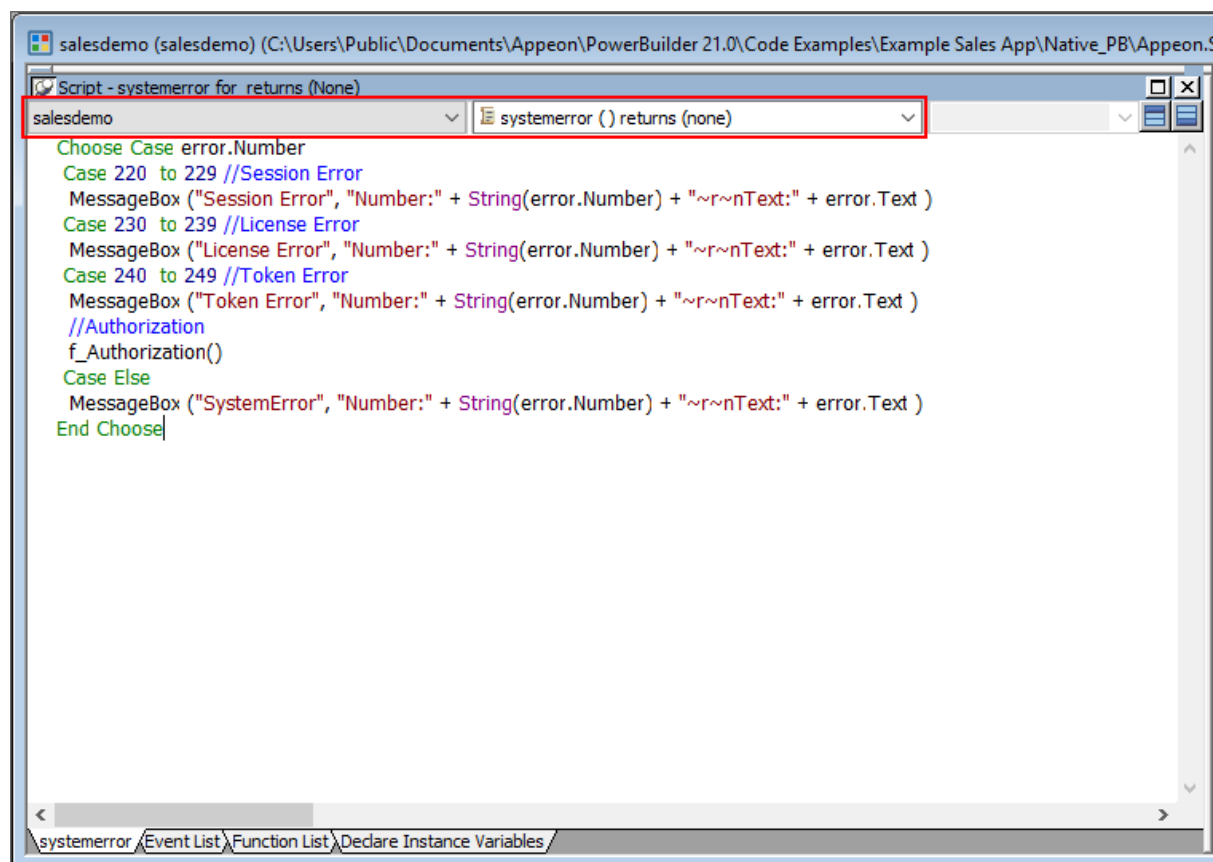 salesdemo (salesdemo) (C:\Users\Public\Documents\Appeon\PowerBuilder 21.0\Code Examples\Example Sales App\Native_PB\Appeon.S
Script - systemerror for returns (None)
salesdemo systemerror ( ) returns (none)
Choose Case error.Number
Case 220 to 229 //Session Error
MessageBox ("Session Error", "Number:" + String(error.Number) + "~r~nText:" + error.Text )
Case 230 to 239 //License Error
MessageBox ("License Error", "Number:" + String(error.Number) + "~r~nText:" + error.Text )
Case 240 to 249 //Token Error
MessageBox ("Token Error", "Number:" + String(error.Number) + "~r~nText:" + error.Text )
//Authorization
f_Authorization()
Case Else
MessageBox ("SystemError", "Number:" + String(error.Number) + "~r~nText:" + error.Text )
End Choose
systemerror Event List Function List Declare Instance Variables